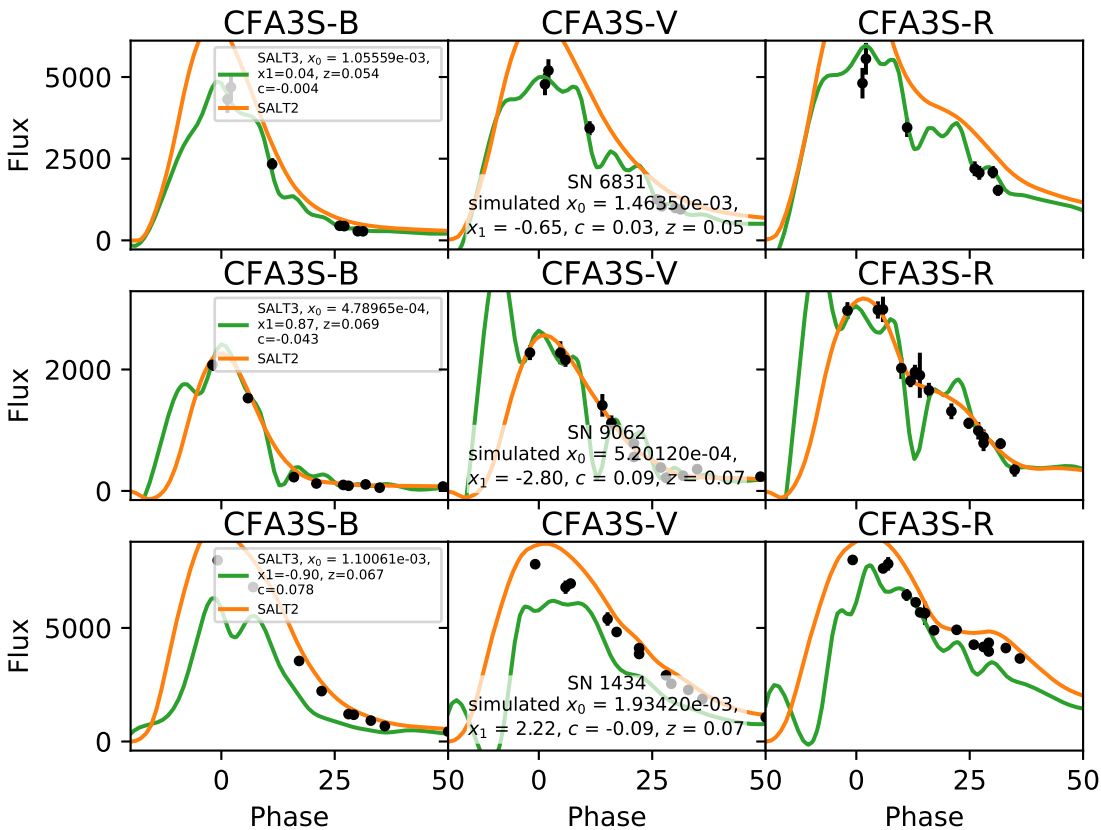 CFA3S-B CFA3S-V CFA3S-R
5000
2500
0
Flux
SALT3, x₀ = 1.05559e-03,
x1=0.04, z=0.054
c=-0.004
SALT2
SN 6831
simulated x₀ = 1.46350e-03,
x₁ = -0.65, c = 0.03, z = 0.05
CFA3S-B CFA3S-V CFA3S-R
2000
0
Flux
SALT3, x₀ = 4.78965e-04,
x1=0.87, z=0.069
c=-0.043
SALT2
SN 9062
simulated x₀ = 5.20120e-04,
x₁ = -2.80, c = 0.09, z = 0.07
CFA3S-B CFA3S-V CFA3S-R
5000
0
Flux
SALT3, x₀ = 1.10061e-03,
x1=-0.90, z=0.067
c=0.078
SALT2
SN 1434
simulated x₀ = 1.93420e-03,
x₁ = 2.22, c = -0.09, z = 0.07
0 25 50 0 25 50 0 25 50
Phase Phase Phase